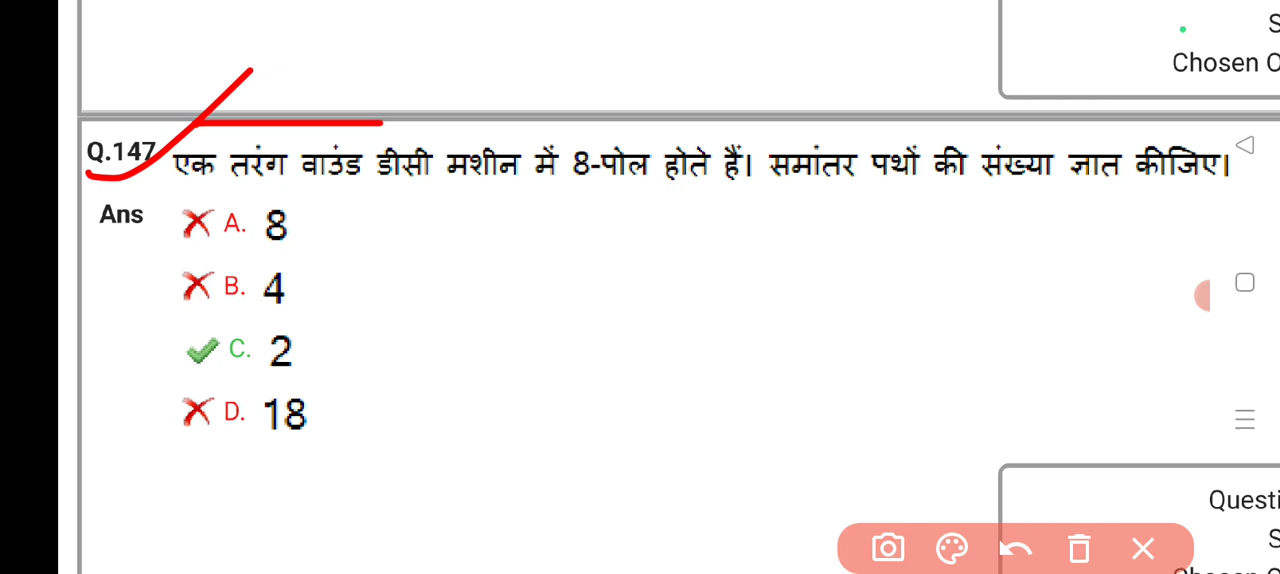 S
Chosen O
Q.147 एक तरंग वाउंड डीसी मशीन में 8-पोल होते हैं। समांतर पथों की संख्या ज्ञात कीजिए।
Ans A. 8
B. 4
C. 2
D. 18
Questi
S